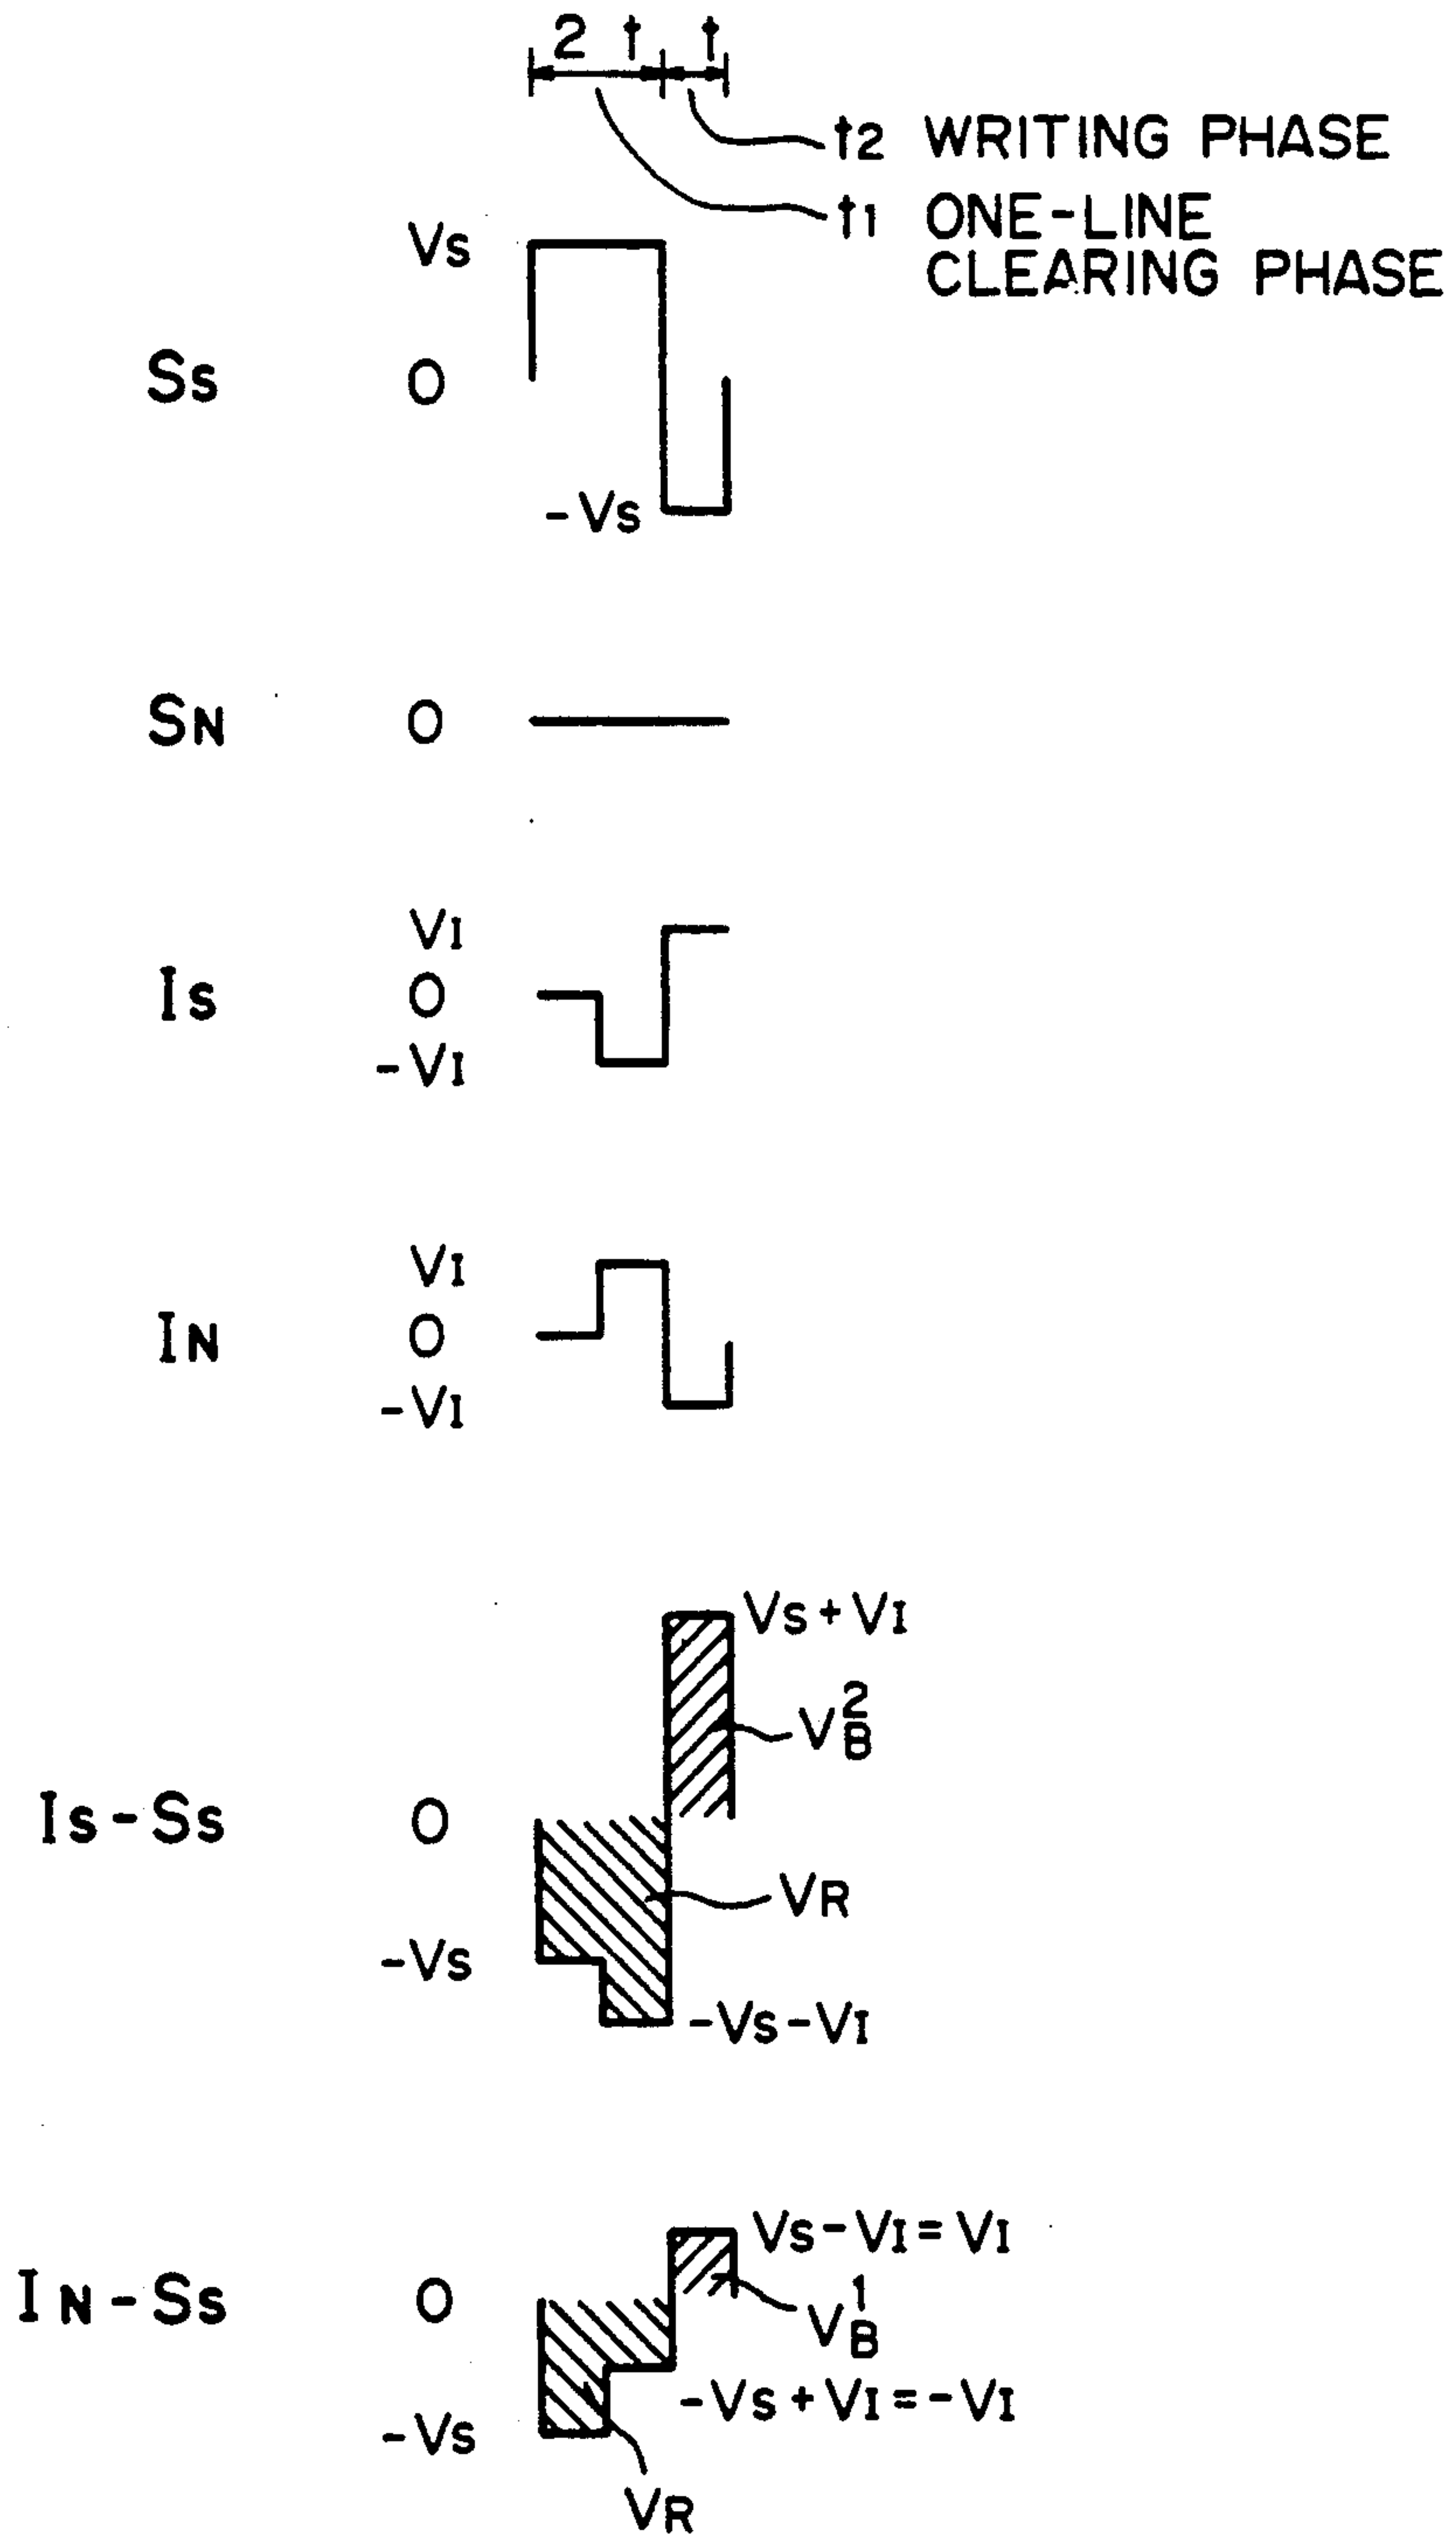 2 t t
t2 WRITING PHASE
t1 ONE-LINE
CLEARING PHASE
Vs
Ss 0
-Vs
SN 0
VI
Is 0
-VI
VI
IN 0
-VI
Vs+VI
VB2
Is-Ss 0
VR
-Vs
-Vs-VI
Vs-VI=VI
IN-Ss 0
VB1
-Vs+VI=-VI
-Vs
VR